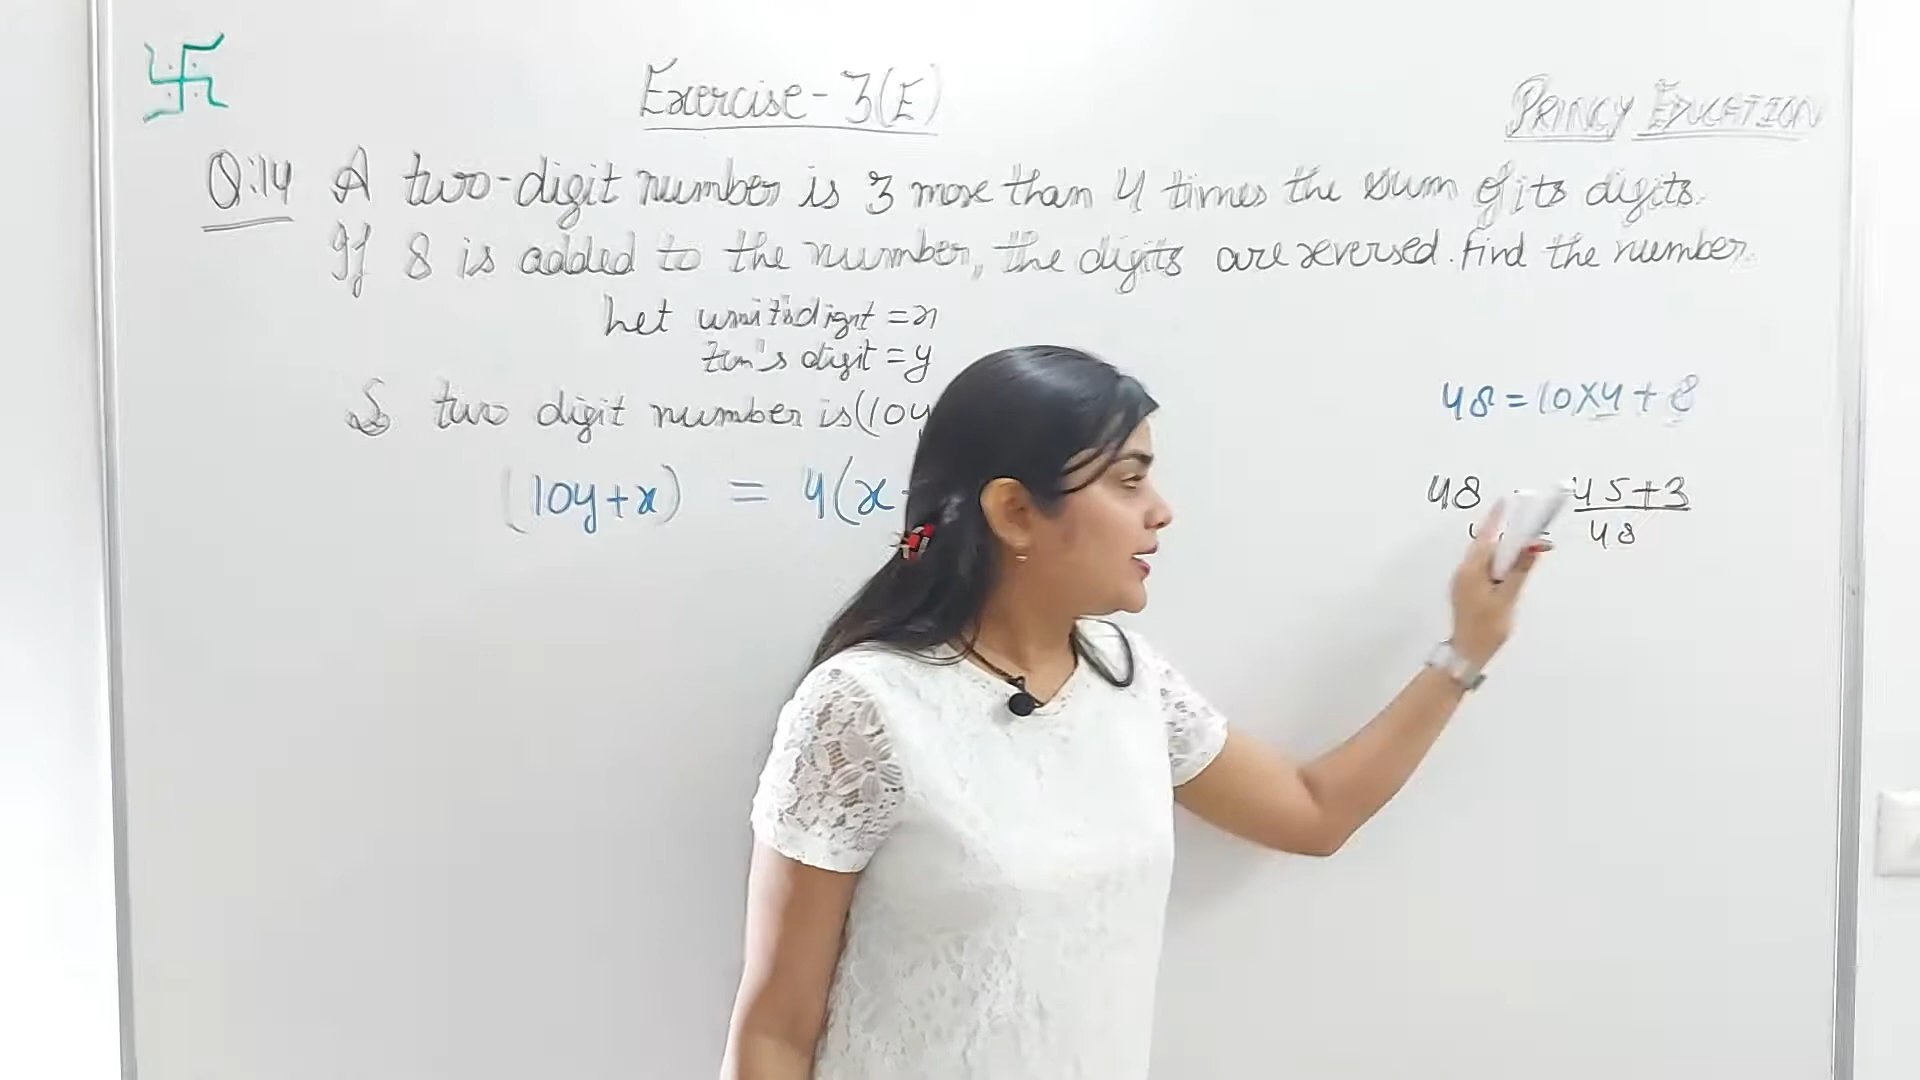 Exercise - 3(E)
PRINCY EDUCATION
Q:14 A two-digit number is 3 more than 4 times the sum of its digits.
If 8 is added to the number, the digits are reversed. Find the number.
Let unit's digit = x
ten's digit = y
So two digit number is (10y
(10y+x) = 4(x
48 = 10×4 + 8
48 45+3
48